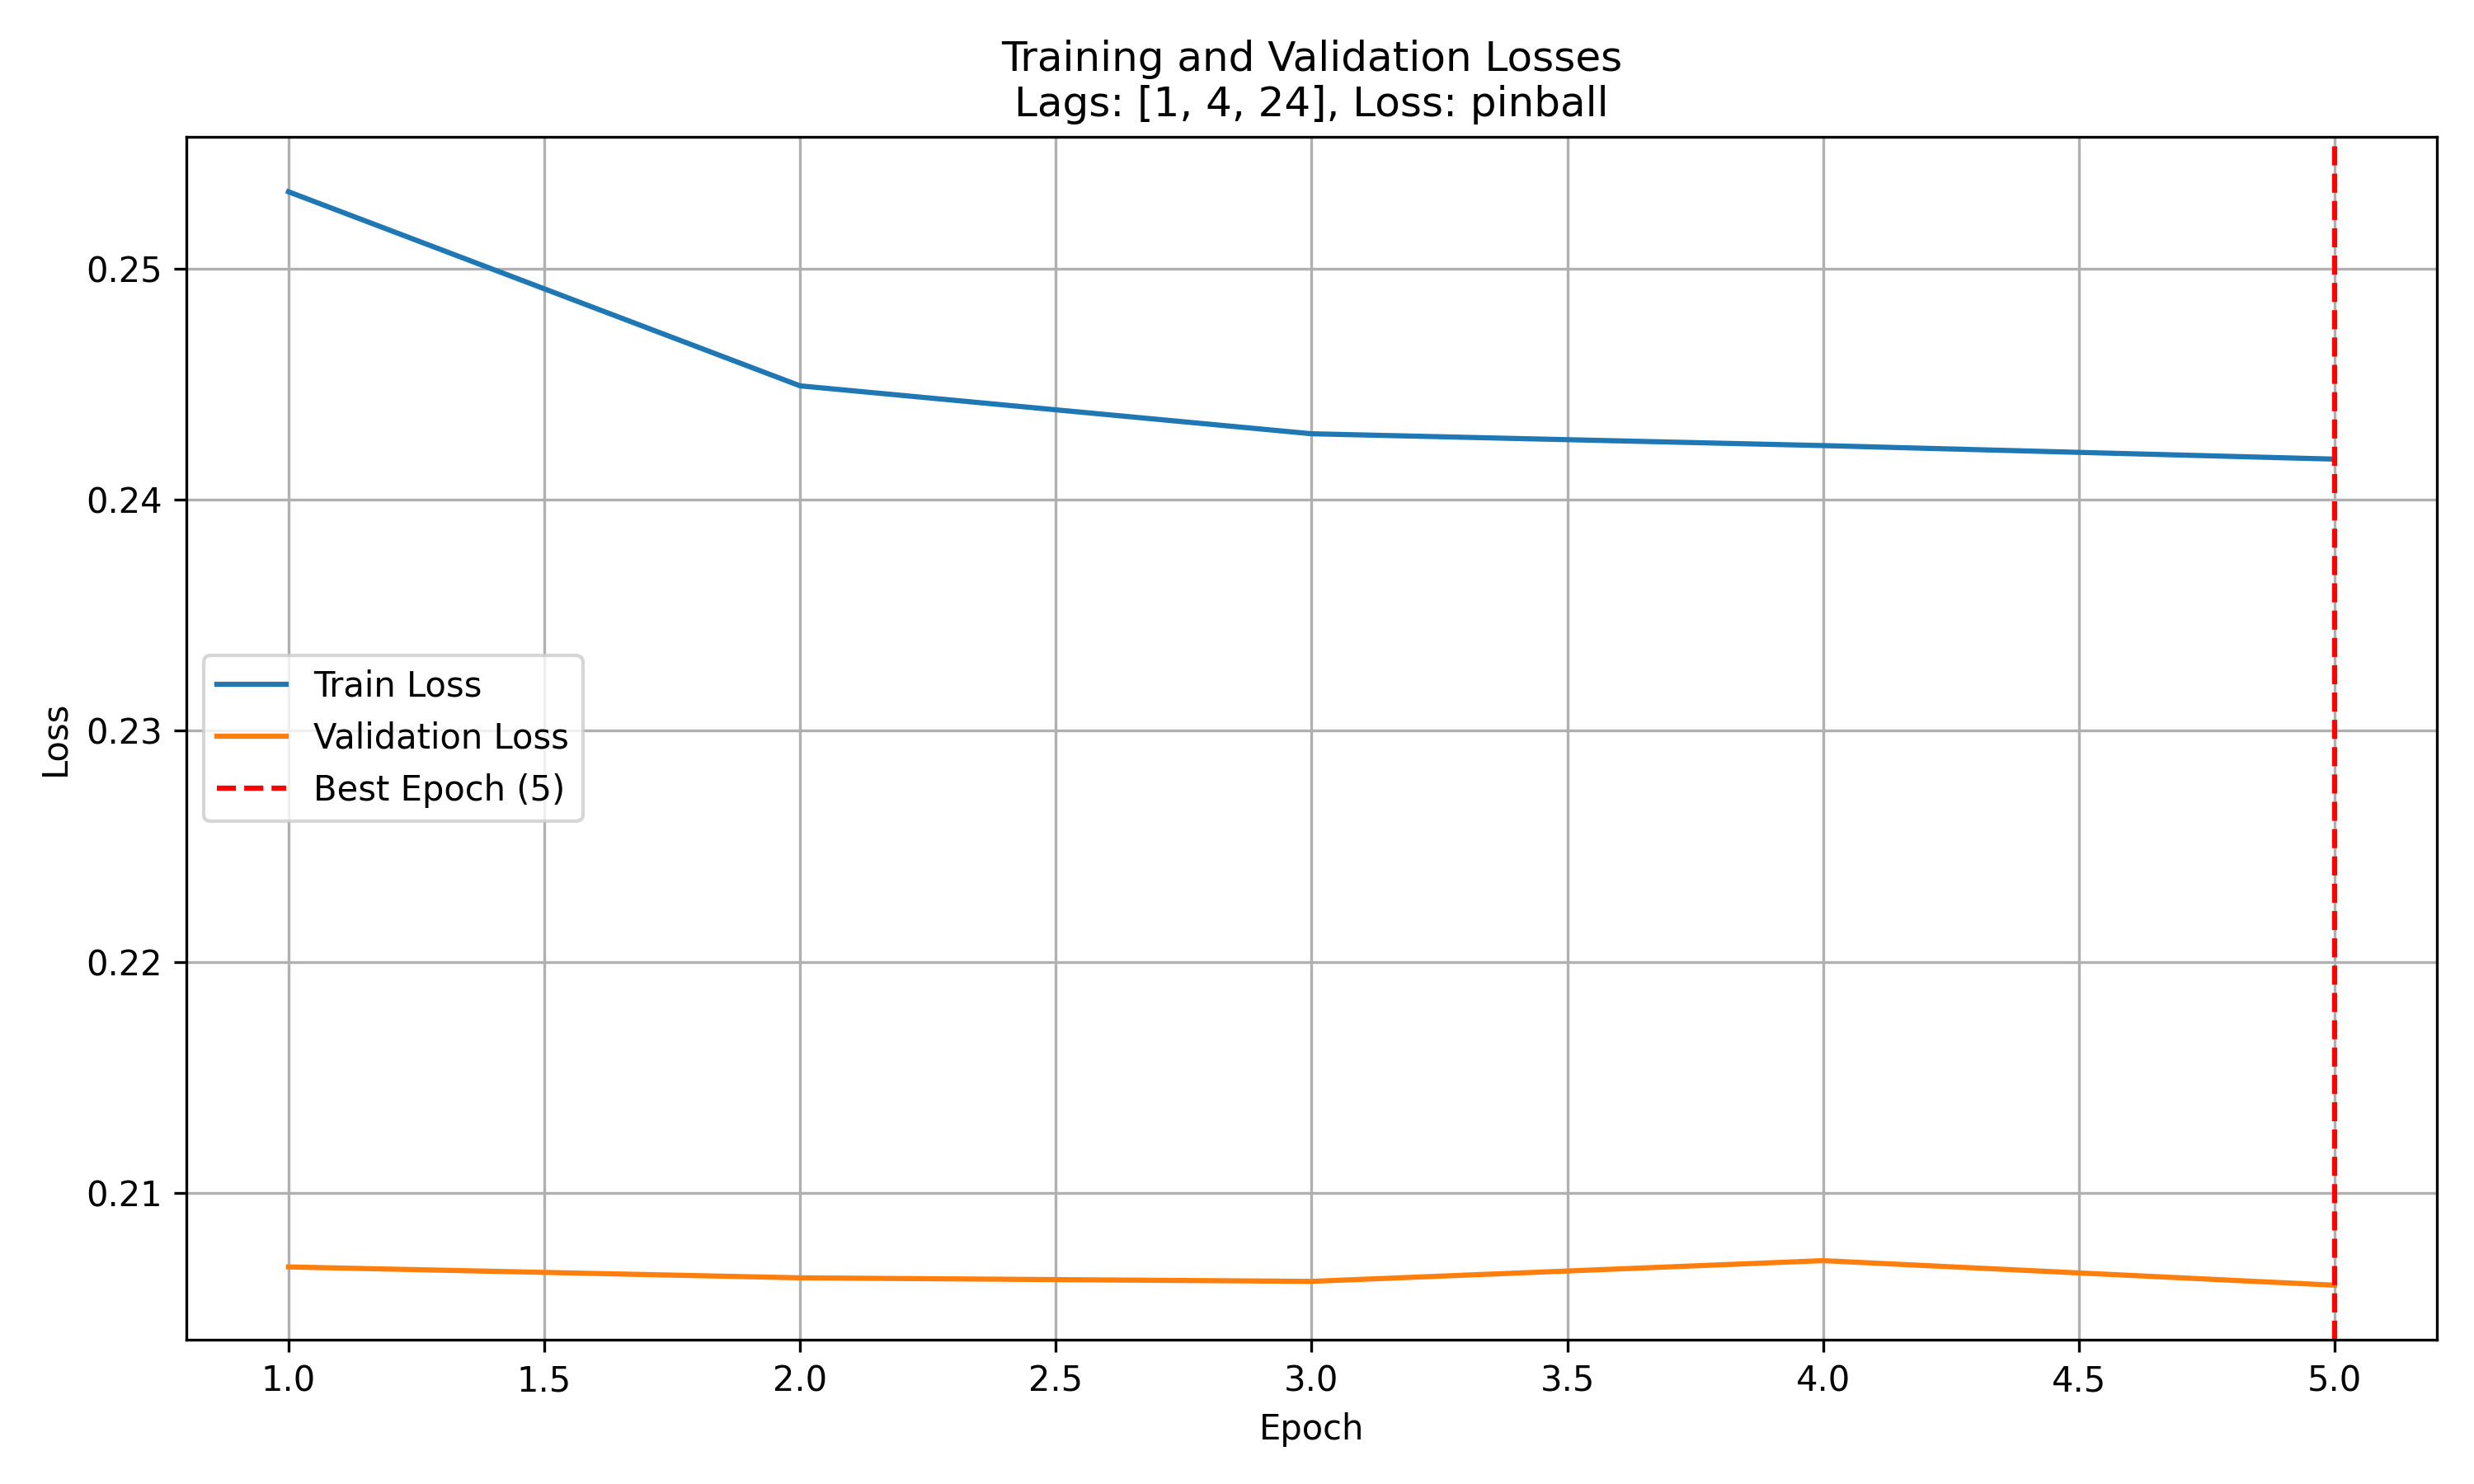 Training and Validation Losses
Lags: [1, 4, 24], Loss: pinball
Loss
0.25
0.24
0.23
0.22
0.21
Train Loss
Validation Loss
Best Epoch (5)
1.0 1.5 2.0 2.5 3.0 3.5 4.0 4.5 5.0
Epoch